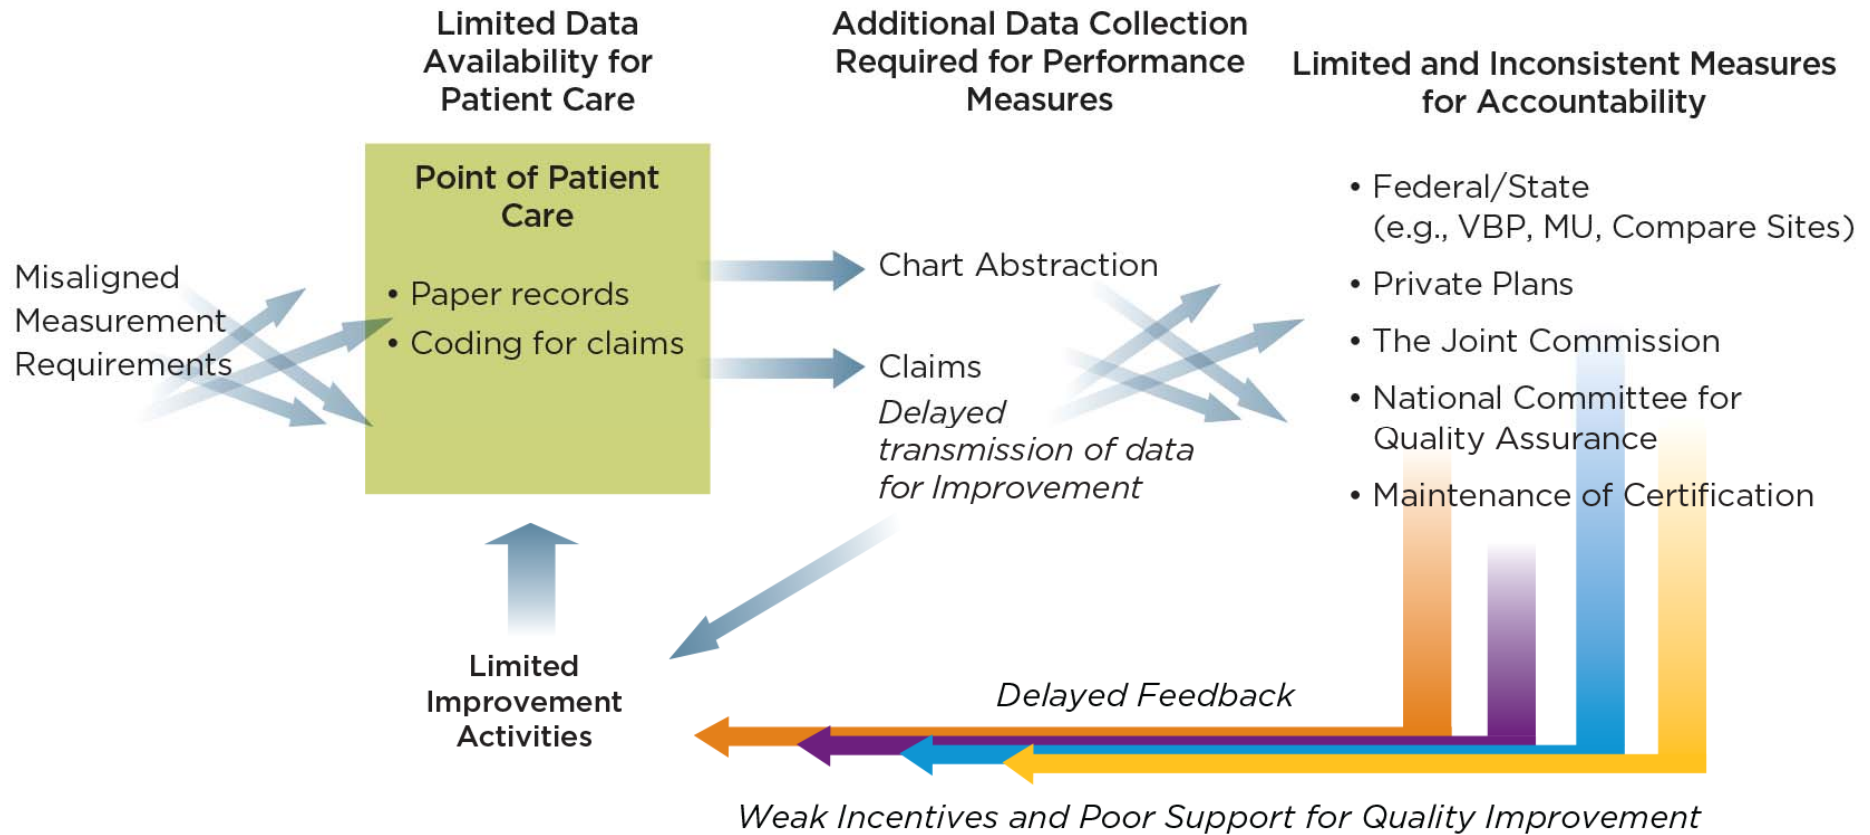 Limited Data
Availability for
Patient Care
Additional Data Collection
Required for Performance
Measures
Limited and Inconsistent Measures
for Accountability
Misaligned
Measurement
Requirements
Point of Patient
Care
• Paper records
• Coding for claims
Chart Abstraction
Claims
Delayed
transmission of data
for Improvement
• Federal/State
(e.g., VBP, MU, Compare Sites)
• Private Plans
• The Joint Commission
• National Committee for
Quality Assurance
• Maintenance of Certification
Limited
Improvement
Activities
Delayed Feedback
Weak Incentives and Poor Support for Quality Improvement